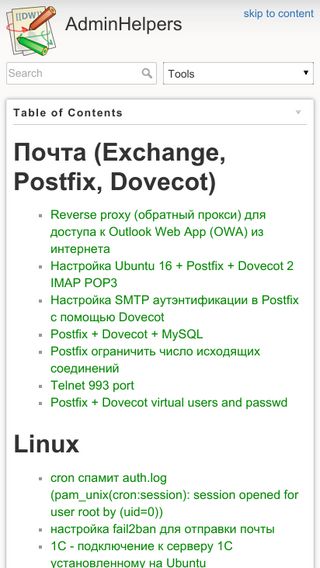 [[DW]]
AdminHelpers
skip to content
Search
Tools
Table of Contents
Почта (Exchange,
Postfix, Dovecot)
Reverse proxy (обратный прокси) для
доступа к Outlook Web App (OWA) из
интернета
Настройка Ubuntu 16 + Postfix + Dovecot 2
IMAP POP3
Настройка SMTP аутэнтификации в Postfix
с помощью Dovecot
Postfix + Dovecot + MySQL
Postfix ограничить число исходящих
соединений
Telnet 993 port
Postfix + Dovecot virtual users and passwd
Linux
cron спамит auth.log
(pam_unix(cron:session): session opened for
user root by (uid=0))
настройка fail2ban для отправки почты
1С - подключение к серверу 1С
установленному на Ubuntu